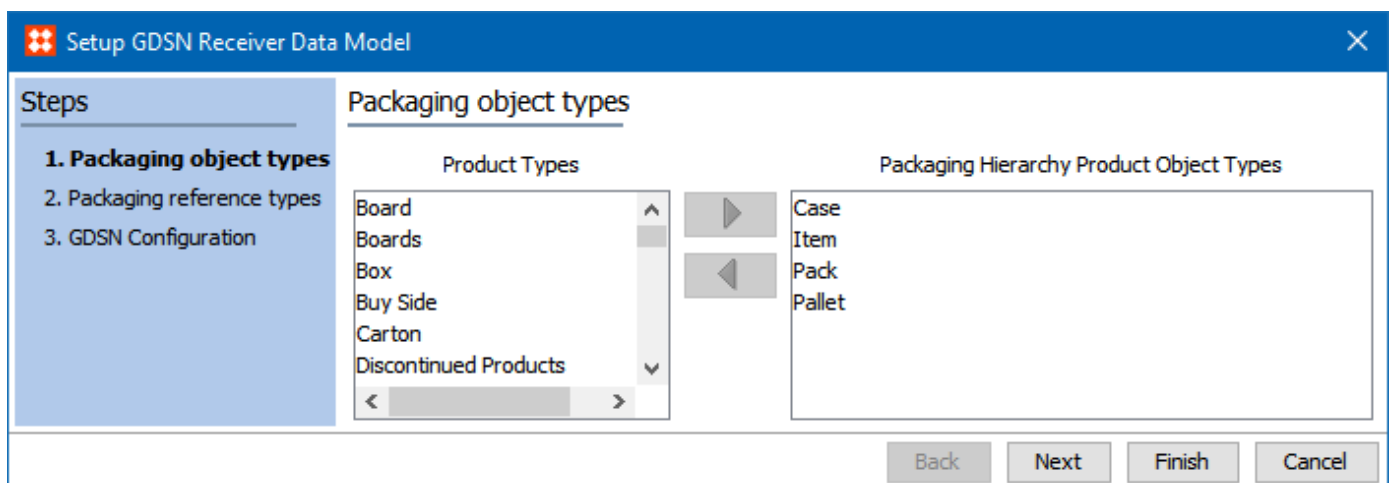 Setup GDSN Receiver Data Model
Steps
1. Packaging object types
2. Packaging reference types
3. GDSN Configuration
Packaging object types
Product Types
Board
Boards
Box
Buy Side
Carton
Discontinued Products
Packaging Hierarchy Product Object Types
Case
Item
Pack
Pallet
Back
Next
Finish
Cancel